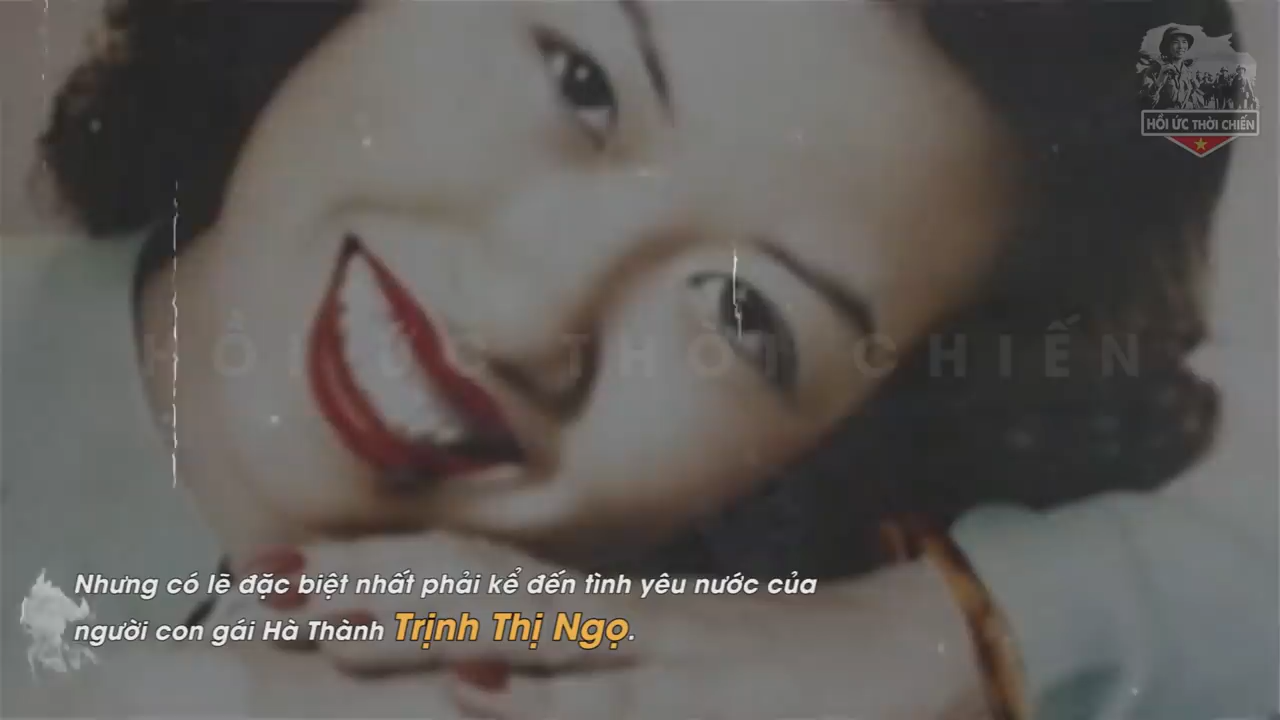 HỒI ỨC THỜI CHIẾN
HỒI ỨC THỜI CHIẾN
Nhưng có lẽ đặc biệt nhất phải kể đến tình yêu nước của
người con gái Hà Thành Trịnh Thị Ngọ.